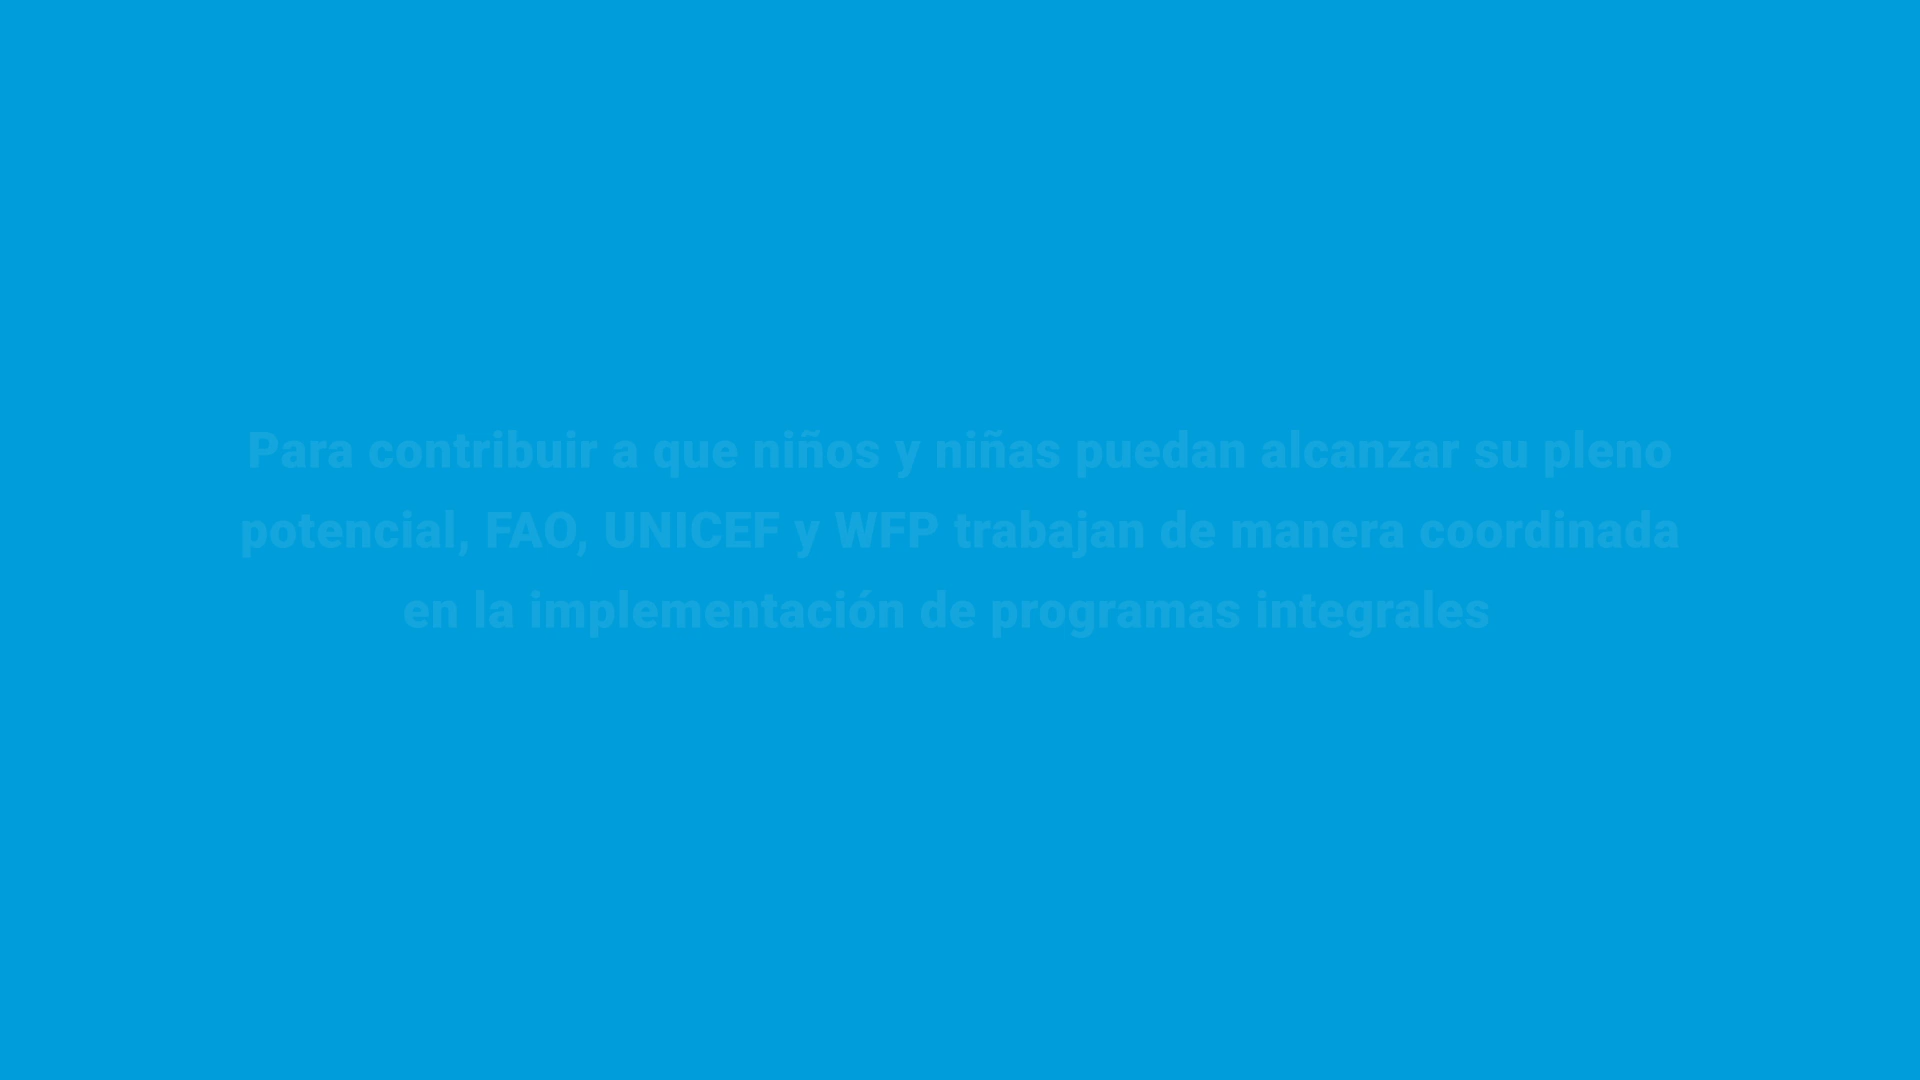 Para contribuir a que niños y niñas puedan alcanzar su pleno
potencial, FAO, UNICEF y WFP trabajan de manera coordinada
en la implementación de programas integrales